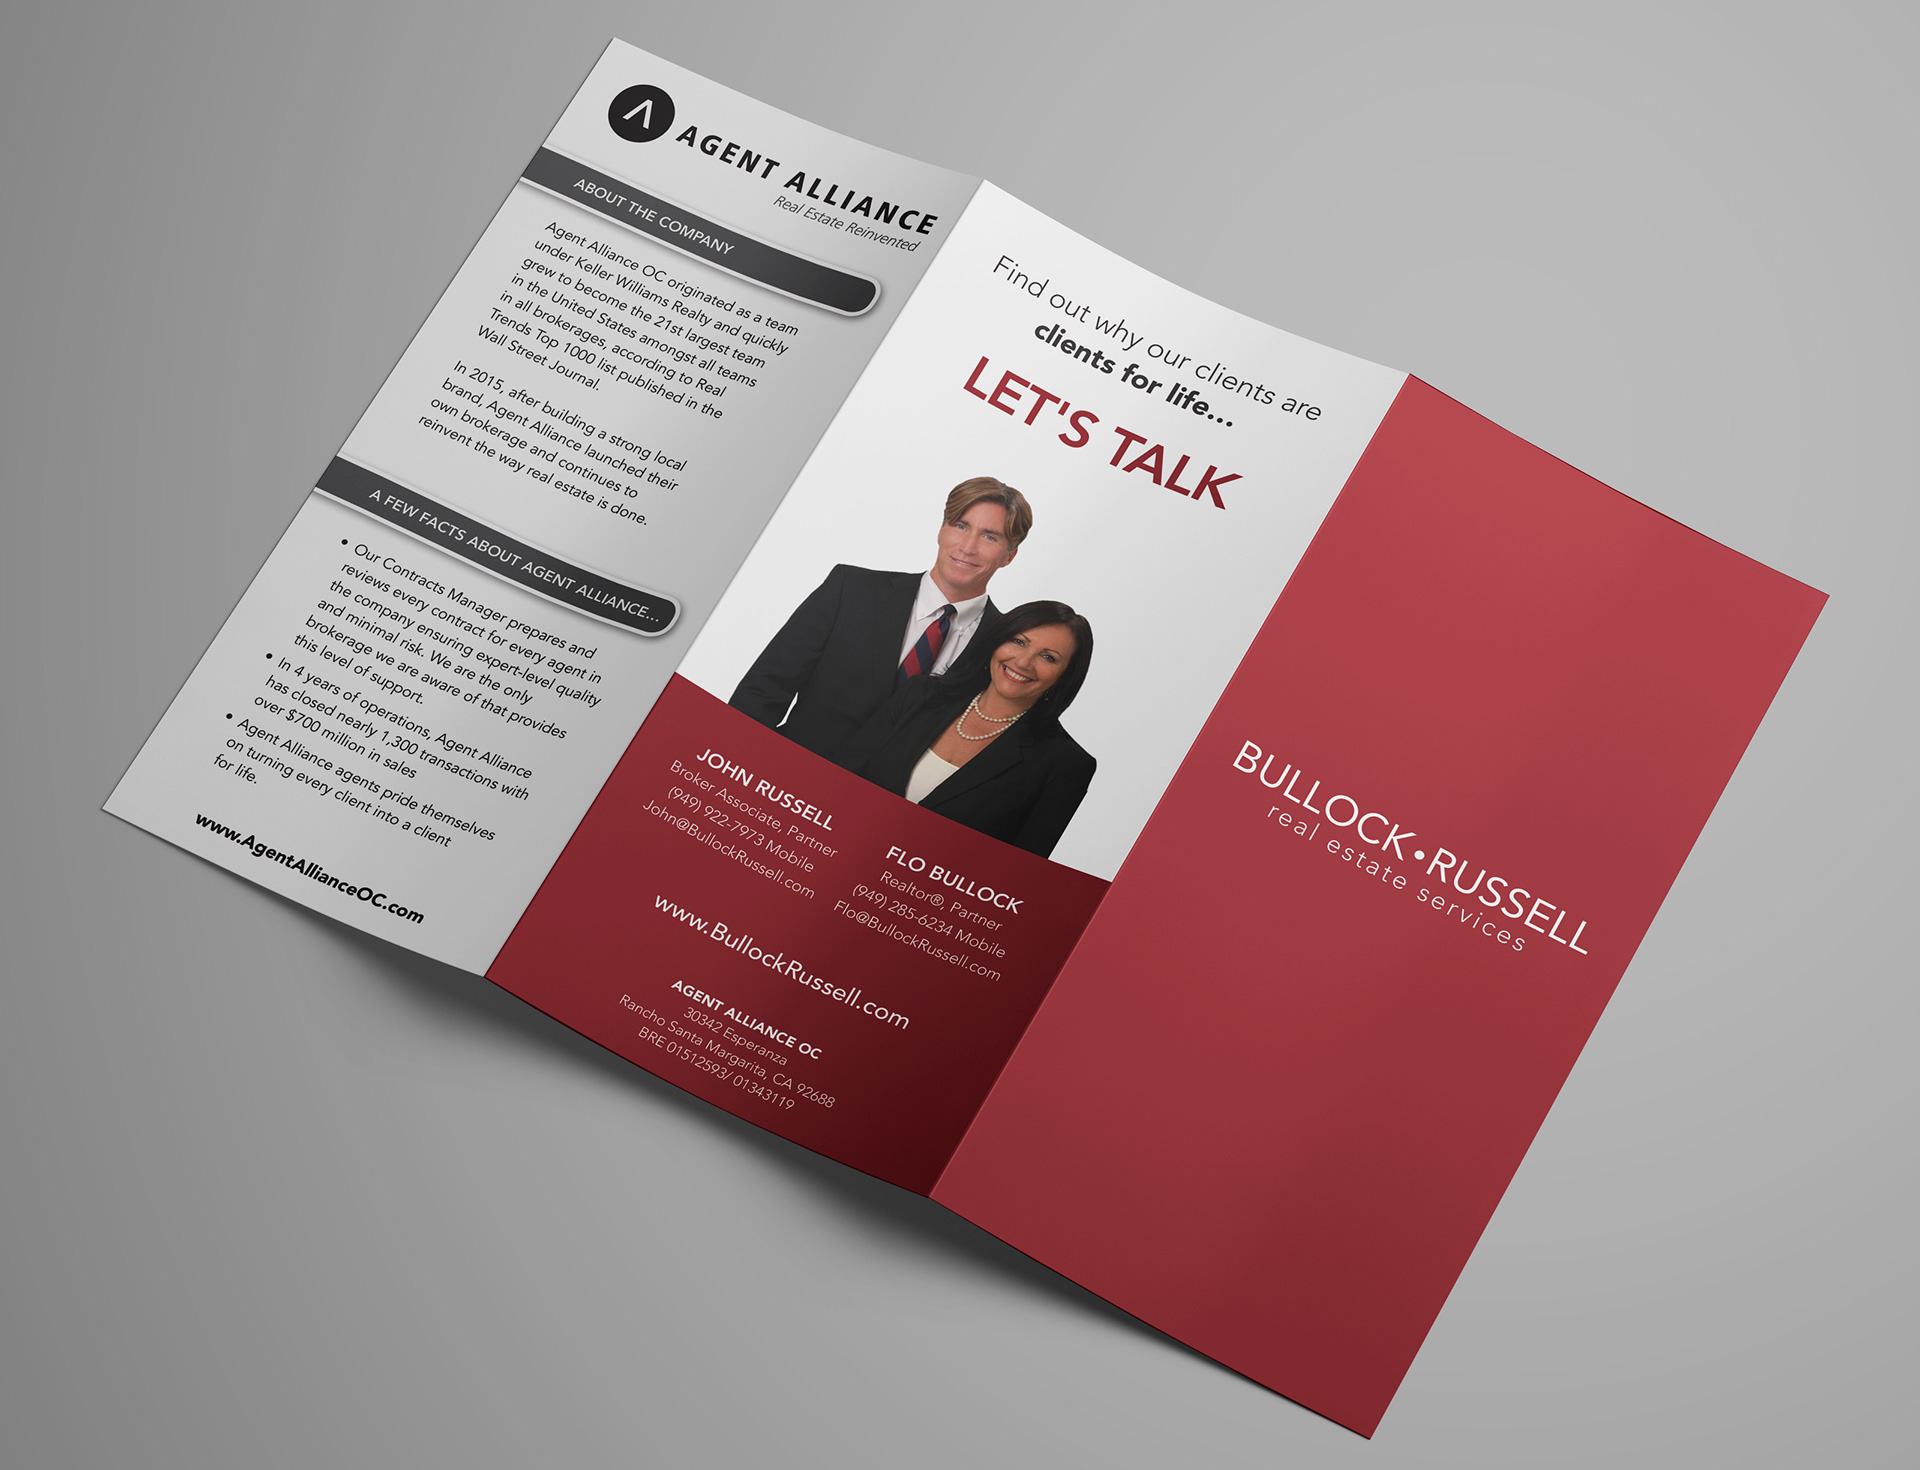 AGENT ALLIANCE
Real Estate Reinvented
ABOUT THE COMPANY
Agent Alliance OC originated as a team
under Keller Williams Realty and quickly
grew to become the 21st largest team
in the United States amongst all teams
in all brokerages, according to Real
Trends Top 1000 list published in the
Wall Street Journal.
In 2015, after building a strong local
brand, Agent Alliance launched their
own brokerage and continues to
reinvent the way real estate is done.
A FEW FACTS ABOUT AGENT ALLIANCE...
• Our Contracts Manager prepares and
reviews every contract for every agent in
the company ensuring expert-level quality
and minimal risk. We are the only
brokerage we are aware of that provides
this level of support.
• In 4 years of operations, Agent Alliance
has closed nearly 1,300 transactions with
over $700 million in sales
• Agent Alliance agents pride themselves
on turning every client into a client
for life.
www.AgentAllianceOC.com
Find out why our clients are
clients for life...
LET'S TALK
JOHN RUSSELL
Broker Associate, Partner
(949) 922-7973 Mobile
John@BullockRussell.com
FLO BULLOCK
Realtor®, Partner
(949) 285-6234 Mobile
Flo@BullockRussell.com
www.BullockRussell.com
AGENT ALLIANCE OC
30342 Esperanza
Rancho Santa Margarita, CA 92688
BRE 01512593/ 01343119
BULLOCK•RUSSELL
real estate services